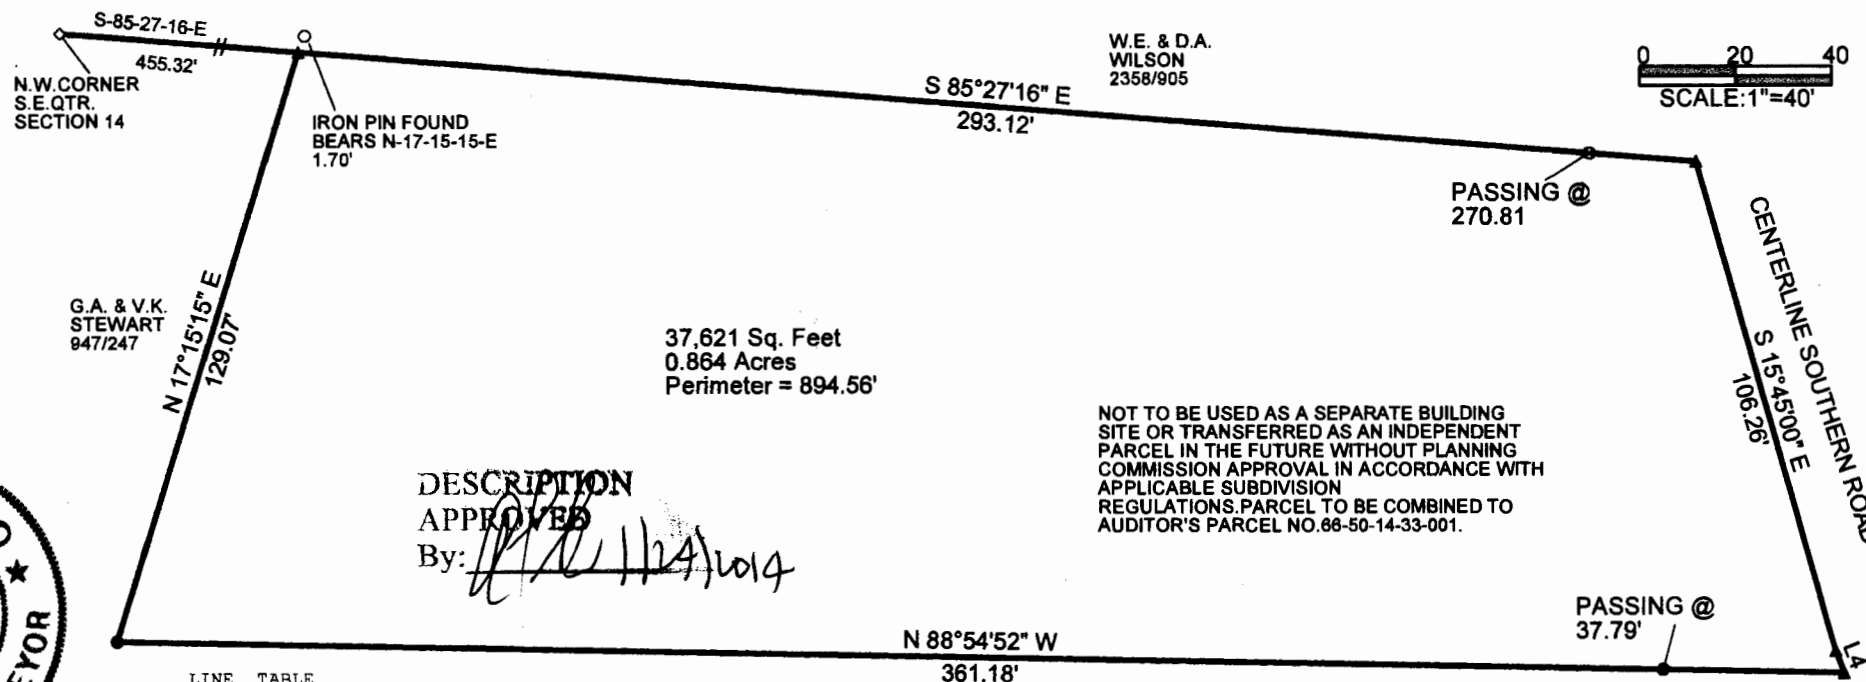 S-85-27-16-E
455.32'
N.W.CORNER
S.E.QTR.
SECTION 14
IRON PIN FOUND
BEARS N-17-15-15-E
1.70'
W.E. & D.A.
WILSON
2358/905
S 85°27'16" E
293.12'
0 20 40
SCALE:1"=40'
PASSING @
270.81
CENTERLINE SOUTHERN ROAD
S 15°45'00" E
106.26'
G.A. & V.K.
STEWART
947/247
N 17°15'15" E
129.07'
37,621 Sq. Feet
0.864 Acres
Perimeter = 894.56'
NOT TO BE USED AS A SEPARATE BUILDING
SITE OR TRANSFERRED AS AN INDEPENDENT
PARCEL IN THE FUTURE WITHOUT PLANNING
COMMISSION APPROVAL IN ACCORDANCE WITH
APPLICABLE SUBDIVISION
REGULATIONS.PARCEL TO BE COMBINED TO
AUDITOR'S PARCEL NO.66-50-14-33-001.
DESCRIPTION
APPROVED
By: 1/24/2014
PASSING @
37.79'
N 88°54'52" W
361.18'
L4
LINE TABLE